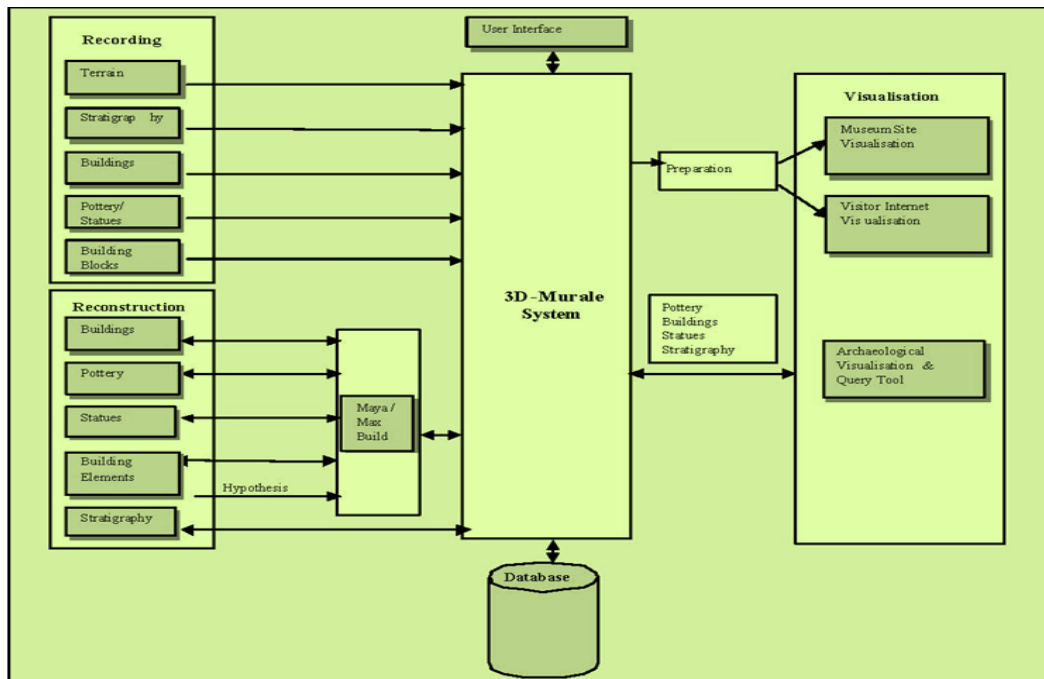 Recording
Terrain
Stratigrap hy
Buildings
Pottery/
Statues
Building
Blocks
Reconstruction
Buildings
Pottery
Statues
Building
Elements
Stratigraphy
Hypothesis
Maya /
Max
Build
User Interface
3D-Murale
System
Database
Preparation
Pottery
Buildings
Statues
Stratigraphy
Visualisation
Museum Site
Visualisation
Visitor Internet
Vis ualisation
Archaeological
Visualisation &
Query Tool